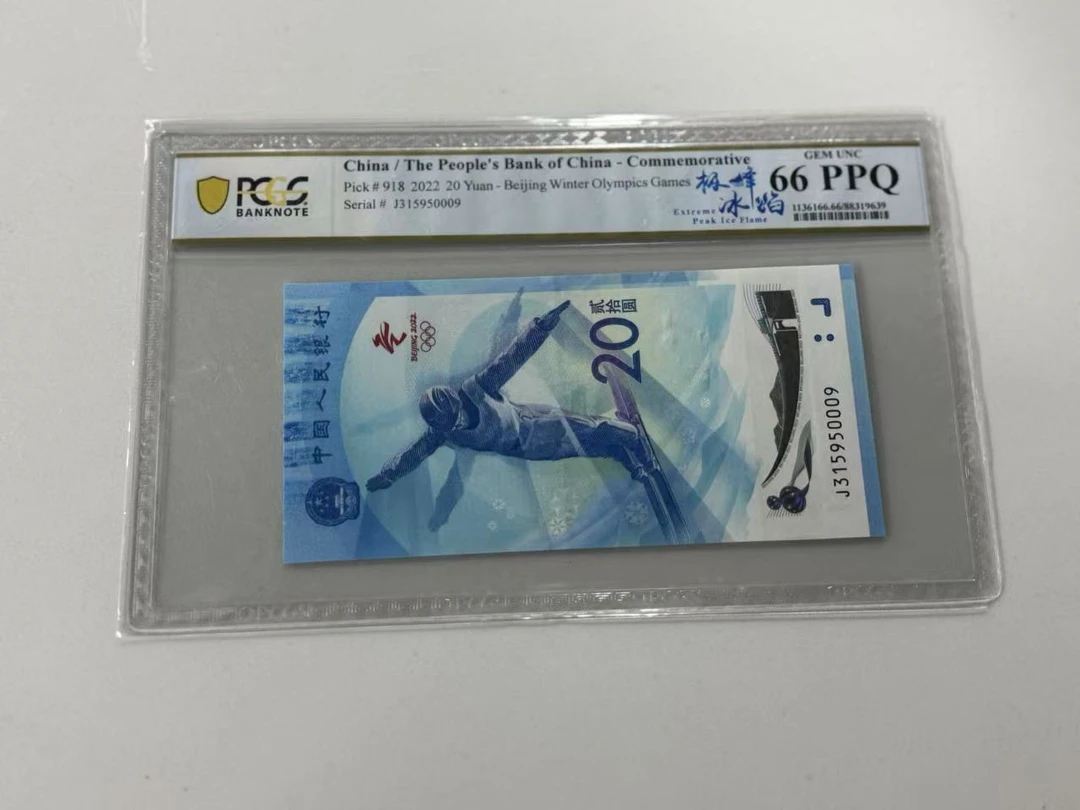 PCGS
BANKNOTE
China / The People's Bank of China - Commemorative
Pick # 918 2022 20 Yuan - Beijing Winter Olympics Games
Serial # J315950009
极峰
冰焰
Extreme
Peak Ice Flame
GEM UNC
66 PPQ
1136166.66/88319639
中国人民银行
BEIJING 2022
贰拾圆
20
J315950009